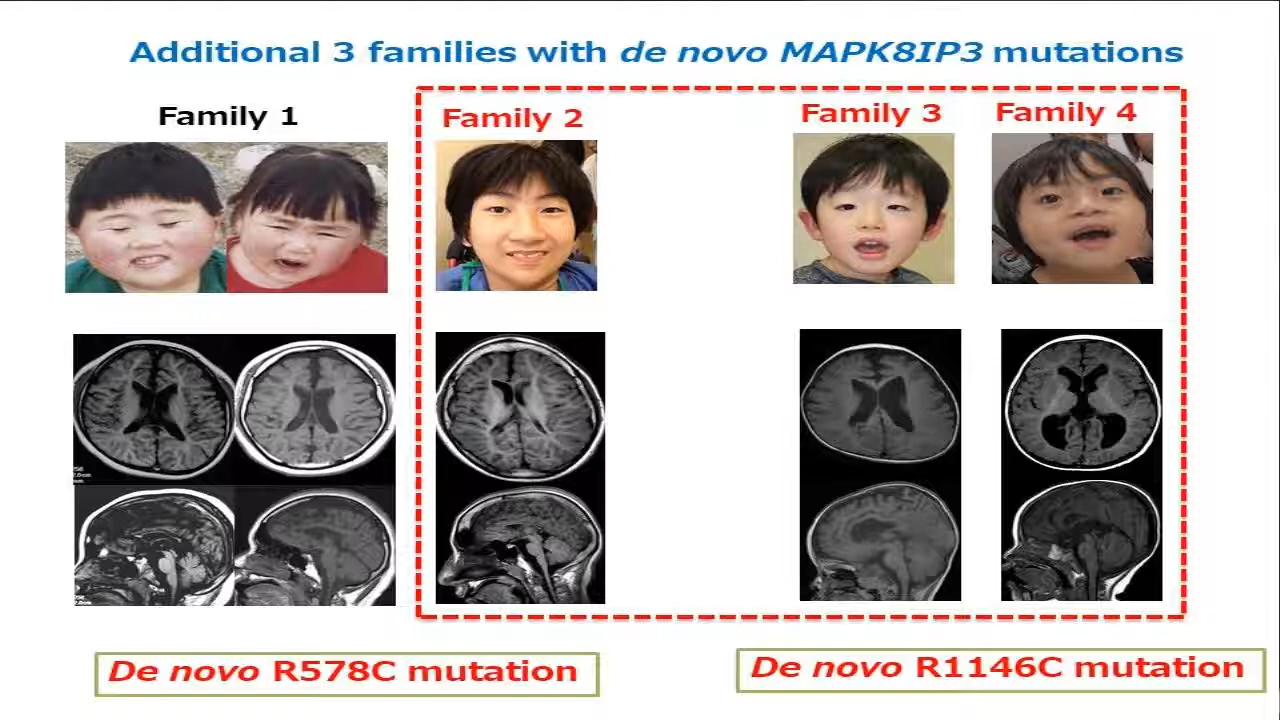 Additional 3 families with de novo MAPK8IP3 mutations
Family 1
Family 2
Family 3
Family 4
De novo R578C mutation
De novo R1146C mutation